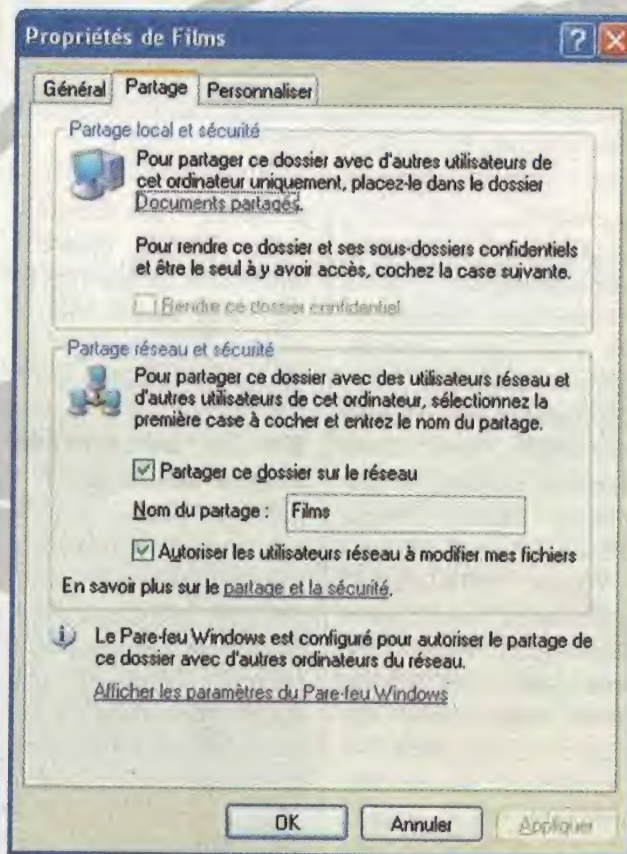 Propriétés de Films
Général Partage Personnaliser
Partage local et sécurité
Pour partager ce dossier avec d'autres utilisateurs de
cet ordinateur uniquement, placez-le dans le dossier
Documents partagés.
Pour rendre ce dossier et ses sous-dossiers confidentiels
et être le seul à y avoir accès, cochez la case suivante.
Rendre ce dossier confidentiel
Partage réseau et sécurité
Pour partager ce dossier avec des utilisateurs réseau et
d'autres utilisateurs de cet ordinateur, sélectionnez la
première case à cocher et entrez le nom du partage.
Partager ce dossier sur le réseau
Nom du partage : Films
Autoriser les utilisateurs réseau à modifier mes fichiers
En savoir plus sur le partage et la sécurité.
Le Pare-feu Windows est configuré pour autoriser le partage de
ce dossier avec d'autres ordinateurs du réseau.
Afficher les paramètres du Pare-feu Windows
OK Annuler Appliquer